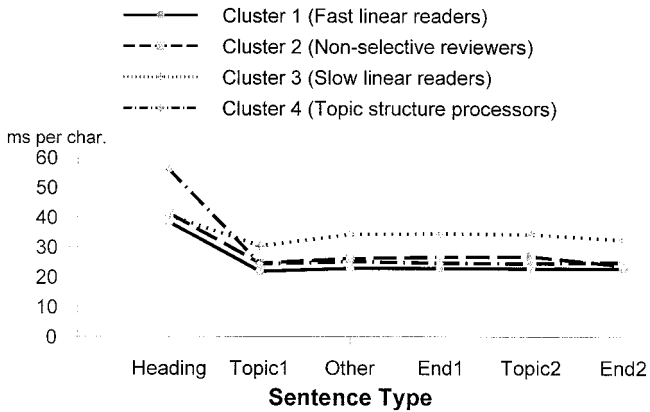 Cluster 1 (Fast linear readers)
Cluster 2 (Non-selective reviewers)
Cluster 3 (Slow linear readers)
Cluster 4 (Topic structure processors)
ms per char.
60
50
40
30
20
10
0
Heading Topic1 Other End1 Topic2 End2
Sentence Type